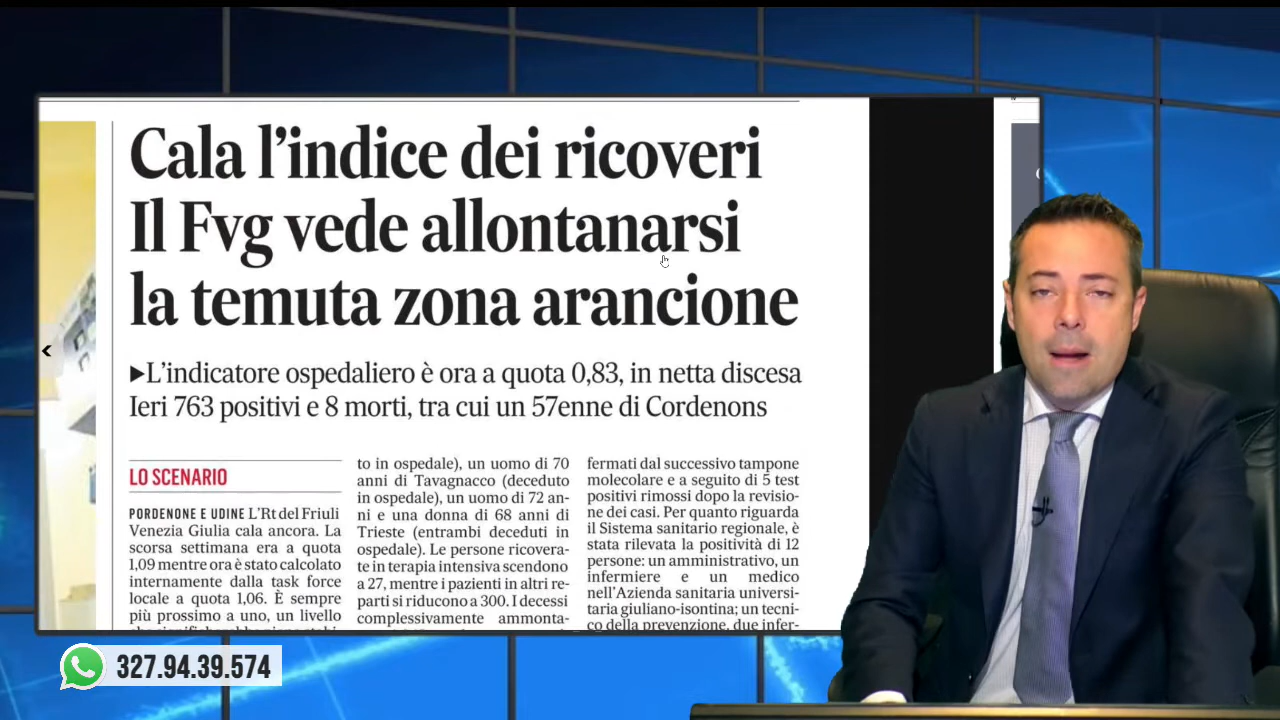 Cala l'indice dei ricoveri
Il Fvg vede allontanarsi
la temuta zona arancione
▶L'indicatore ospedaliero è ora a quota 0,83, in netta discesa
Ieri 763 positivi e 8 morti, tra cui un 57enne di Cordenons
LO SCENARIO
PORDENONE E UDINE L'Rt del Friuli
Venezia Giulia cala ancora. La
scorsa settimana era a quota
1,09 mentre ora è stato calcolato
internamente dalla task force
locale a quota 1,06. È sempre
più prossimo a uno, un livello
to in ospedale), un uomo di 70
anni di Tavagnacco (deceduto
in ospedale), un uomo di 72 an-
ni e una donna di 68 anni di
Trieste (entrambi deceduti in
ospedale). Le persone ricovera-
te in terapia intensiva scendono
a 27, mentre i pazienti in altri re-
parti si riducono a 300. I decessi
complessivamente ammonta-
fermati dal successivo tampone
molecolare e a seguito di 5 test
positivi rimossi dopo la revisio-
ne dei casi. Per quanto riguarda
il Sistema sanitario regionale, è
stata rilevata la positività di 12
persone: un amministrativo, un
infermiere e un medico
nell'Azienda sanitaria universi-
taria giuliano-isontina; un tecni-
co della prevenzione, due infer-
327.94.39.574